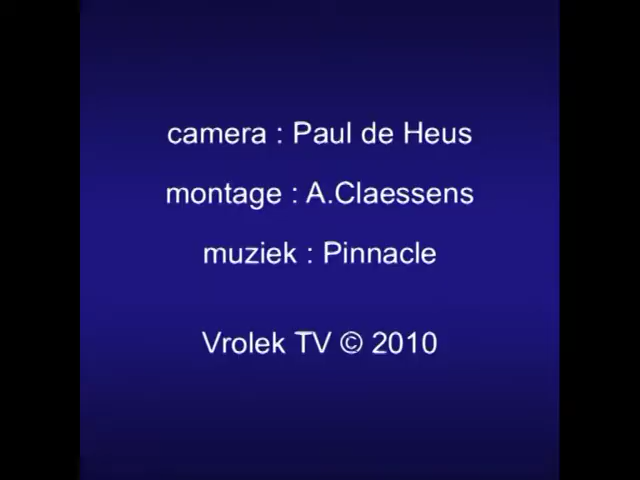 camera : Paul de Heus
montage : A.Claessens
muziek : Pinnacle
Vrolek TV © 2010